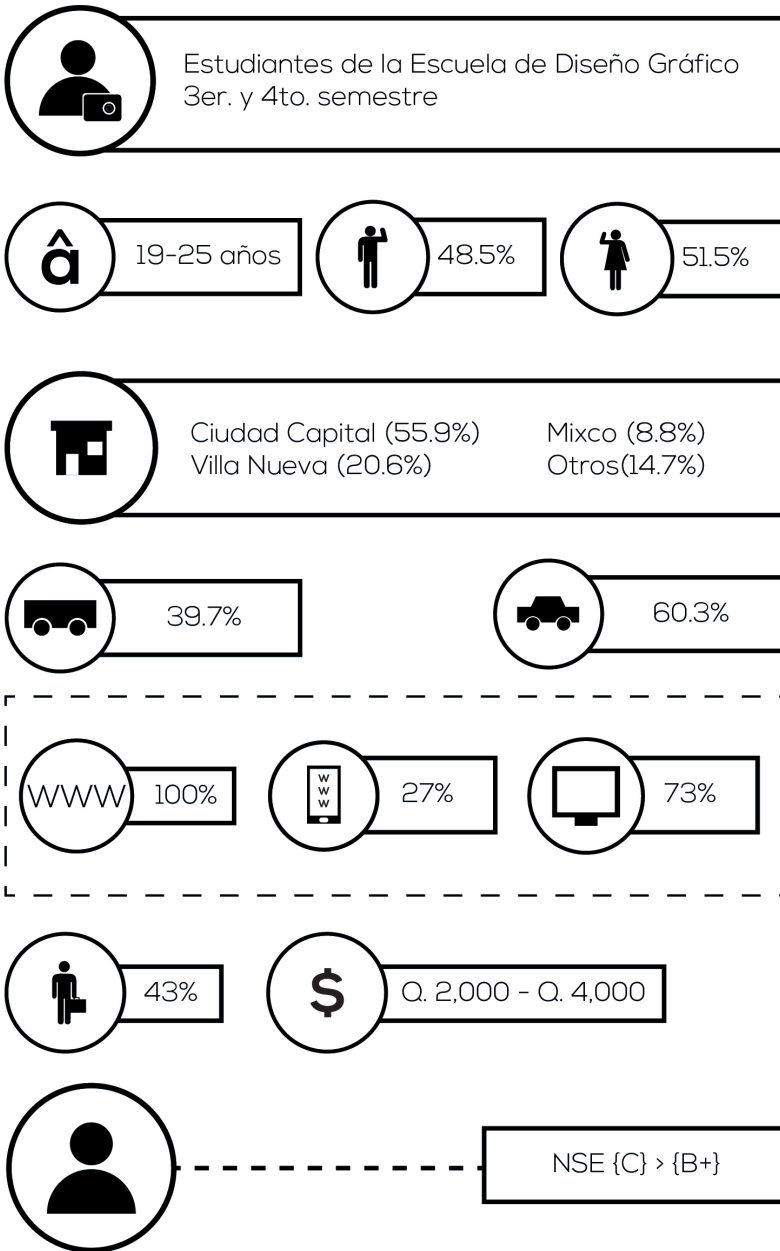 Estudiantes de la Escuela de Diseño Gráfico
3er. y 4to. semestre
â
19-25 años
48.5%
51.5%
Ciudad Capital (55.9%)
Villa Nueva (20.6%)
Mixco (8.8%)
Otros(14.7%)
39.7%
60.3%
WWW
100%
W
W
W
27%
73%
43%
$
Q. 2,000 - Q. 4,000
NSE {C} > {B+}